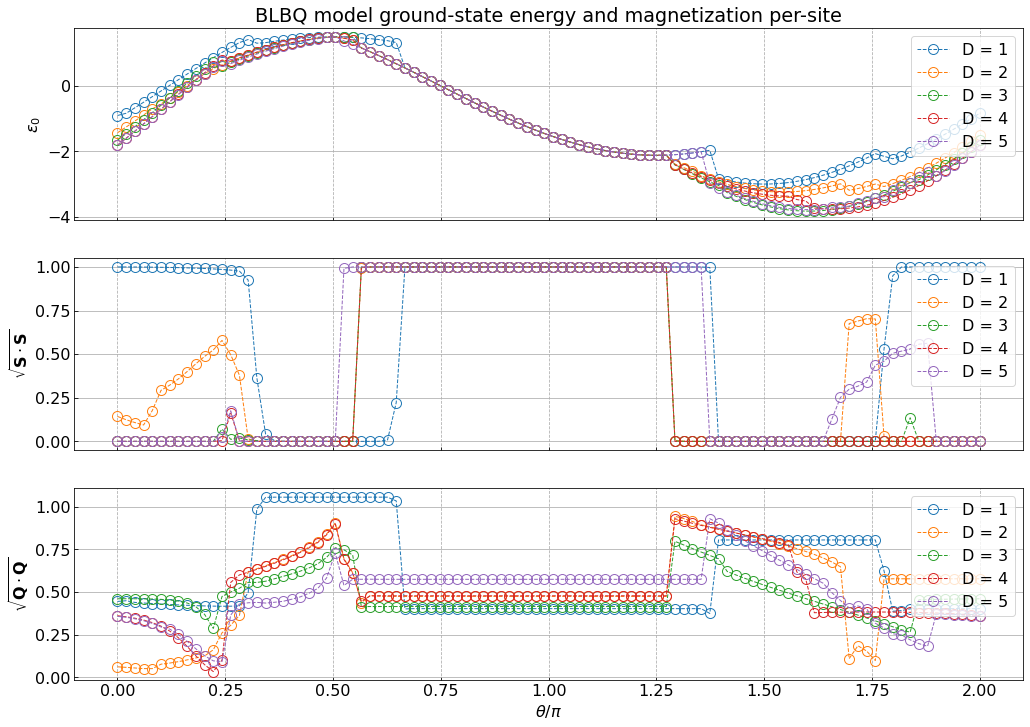 BLBQ model ground-state energy and magnetization per-site
ε₀
0
−2
−4
D = 1
D = 2
D = 3
D = 4
D = 5
√S · S
1.00
0.75
0.50
0.25
0.00
D = 1
D = 2
D = 3
D = 4
D = 5
√Q · Q
1.00
0.75
0.50
0.25
0.00
D = 1
D = 2
D = 3
D = 4
D = 5
0.00 0.25 0.50 0.75 1.00 1.25 1.50 1.75 2.00
θ/π